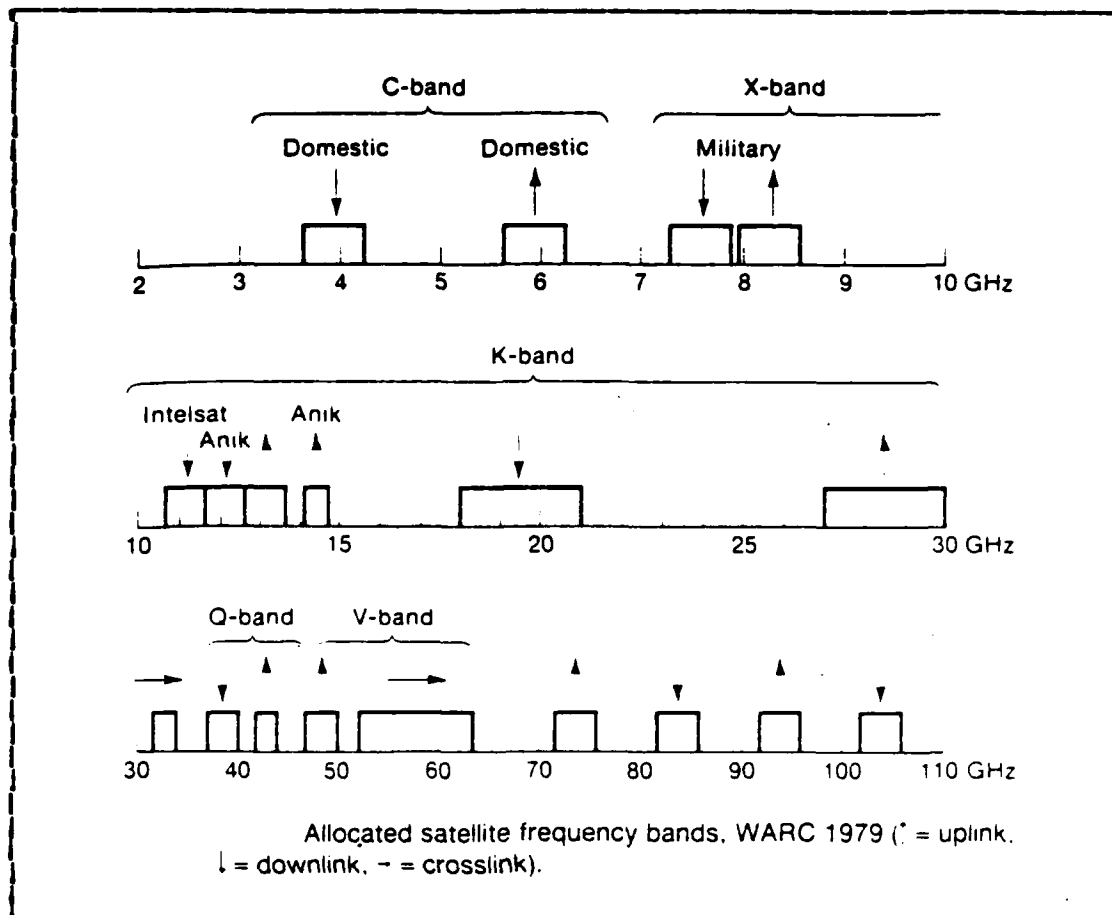 C-band X-band
Domestic Domestic Military
2 3 4 5 6 7 8 9 10 GHz
K-band
Intelsat Anik
Anik
10 15 20 25 30 GHz
Q-band V-band
30 40 50 60 70 80 90 100 110 GHz
Allocated satellite frequency bands, WARC 1979 (↑ = uplink,
↓ = downlink, → = crosslink).